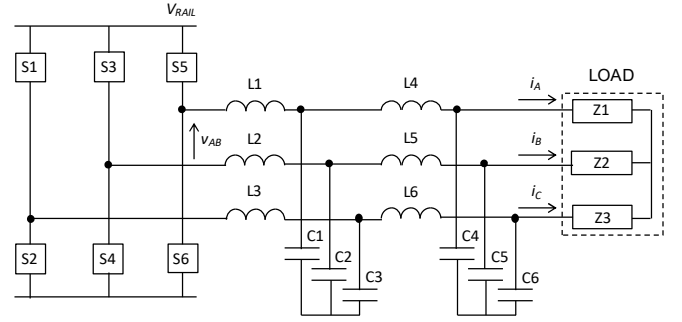 V_RAIL
S1
S3
S5
L1
L4
i_A
LOAD
Z1
v_AB
L2
L5
i_B
Z2
L3
L6
i_C
Z3
S2
S4
S6
C1
C2
C3
C4
C5
C6